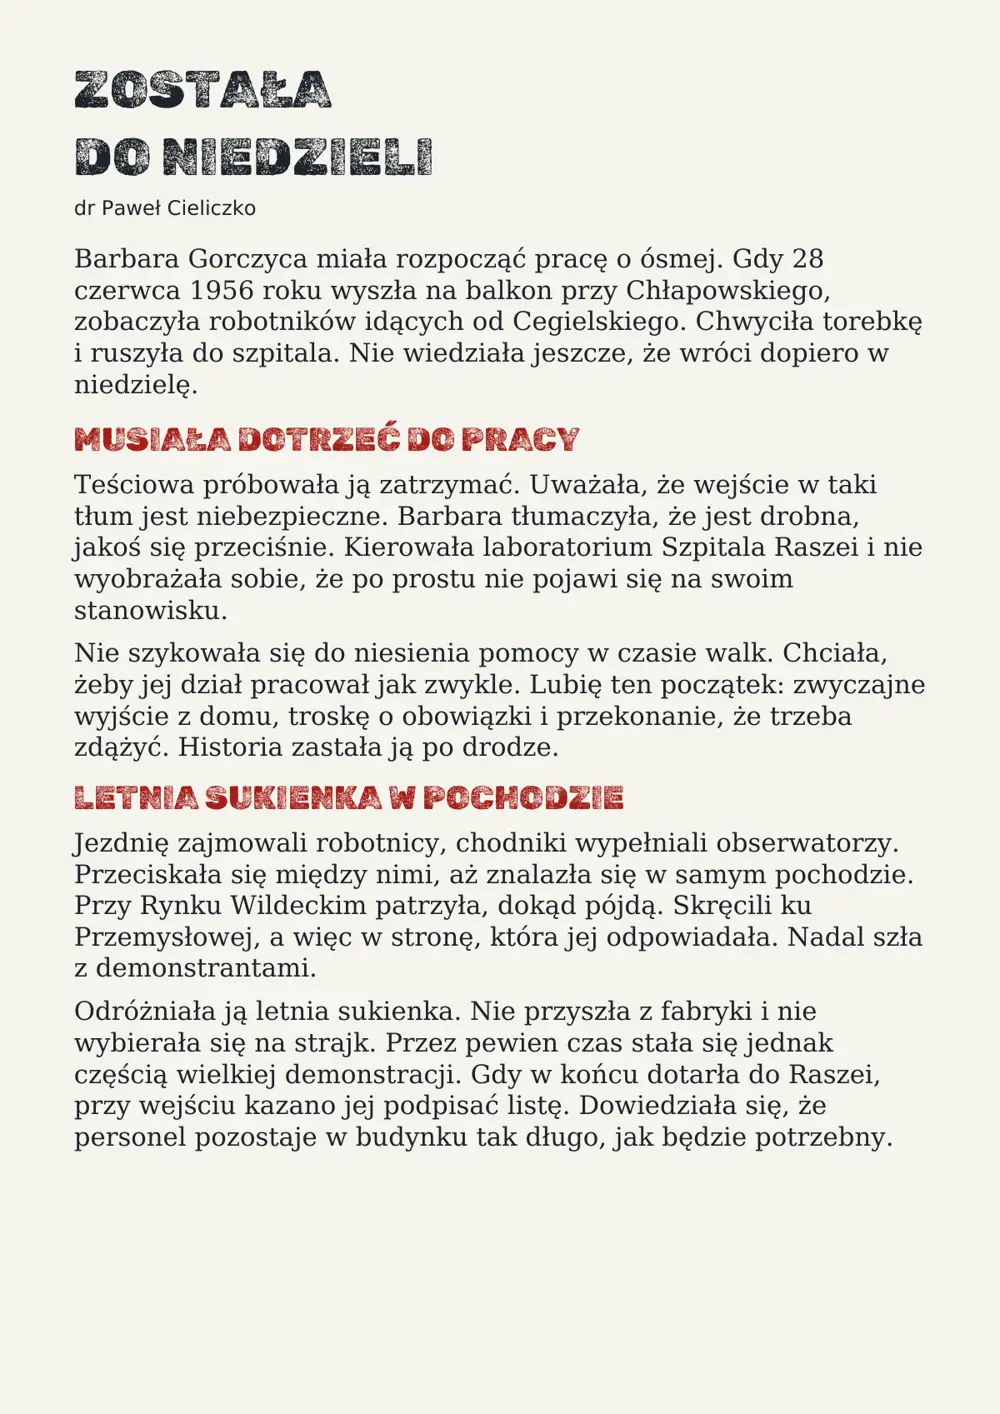 ZOSTAŁA
DO NIEDZIELI
dr Paweł Cieliczko
Barbara Gorczyca miała rozpocząć pracę o ósmej. Gdy 28
czerwca 1956 roku wyszła na balkon przy Chłapowskiego,
zobaczyła robotników idących od Cegielskiego. Chwyciła torebkę
i ruszyła do szpitala. Nie wiedziała jeszcze, że wróci dopiero w
niedzielę.
MUSIAŁA DOTRZEĆ DO PRACY
Teściowa próbowała ją zatrzymać. Uważała, że wejście w taki
tłum jest niebezpieczne. Barbara tłumaczyła, że jest drobna,
jakoś się przeciśnie. Kierowała laboratorium Szpitala Raszei i nie
wyobrażała sobie, że po prostu nie pojawi się na swoim
stanowisku.
Nie szykowała się do niesienia pomocy w czasie walk. Chciała,
żeby jej dział pracował jak zwykle. Lubię ten początek: zwyczajne
wyjście z domu, troskę o obowiązki i przekonanie, że trzeba
zdążyć. Historia zastała ją po drodze.
LETNIA SUKIENKA W POCHODZIE
Jezdnię zajmowali robotnicy, chodniki wypełniali obserwatorzy.
Przeciskała się między nimi, aż znalazła się w samym pochodzie.
Przy Rynku Wildeckim patrzyła, dokąd pójdą. Skręcili ku
Przemysłowej, a więc w stronę, która jej odpowiadała. Nadal szła
z demonstrantami.
Odróżniała ją letnia sukienka. Nie przyszła z fabryki i nie
wybierała się na strajk. Przez pewien czas stała się jednak
częścią wielkiej demonstracji. Gdy w końcu dotarła do Raszei,
przy wejściu kazano jej podpisać listę. Dowiedziała się, że
personel pozostaje w budynku tak długo, jak będzie potrzebny.